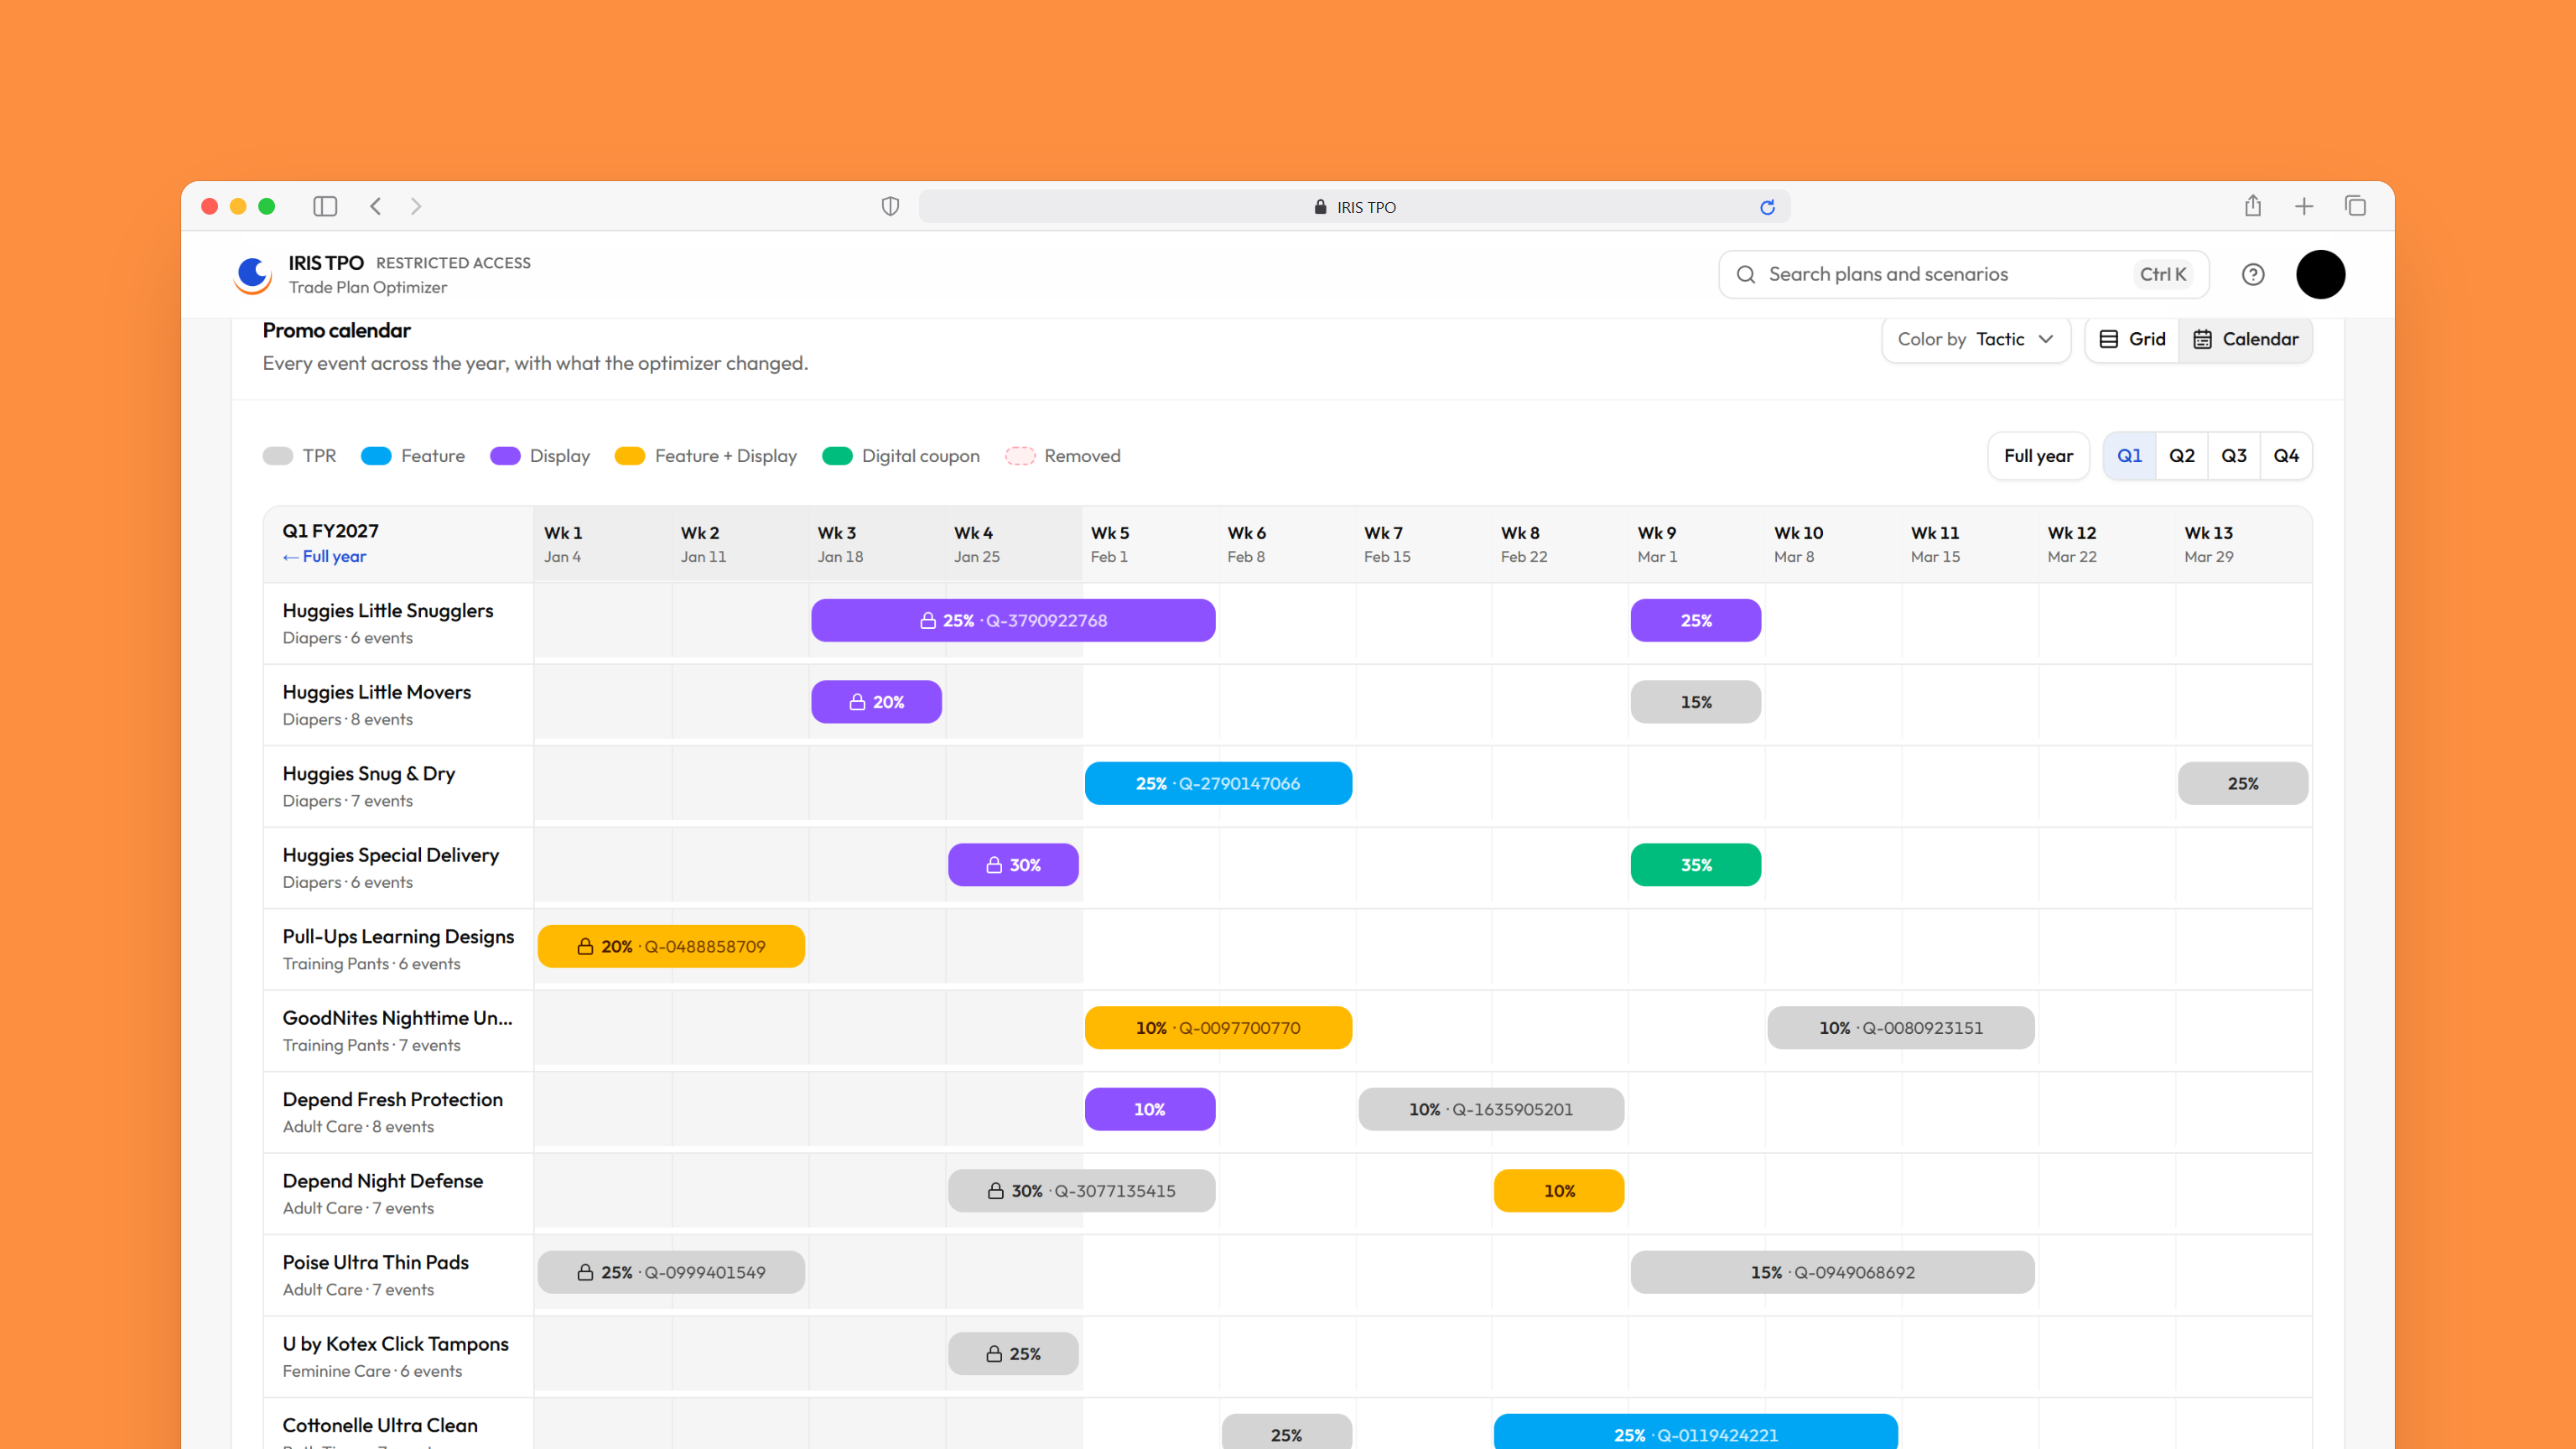 IRIS TPO
IRIS TPO RESTRICTED ACCESS
Trade Plan Optimizer
Search plans and scenarios Ctrl K
Promo calendar
Every event across the year, with what the optimizer changed.
Color by Tactic Grid Calendar
TPR Feature Display Feature + Display Digital coupon Removed
Full year Q1 Q2 Q3 Q4
Q1 FY2027 Wk 1 Wk 2 Wk 3 Wk 4 Wk 5 Wk 6 Wk 7 Wk 8 Wk 9 Wk 10 Wk 11 Wk 12 Wk 13
← Full year Jan 4 Jan 11 Jan 18 Jan 25 Feb 1 Feb 8 Feb 15 Feb 22 Mar 1 Mar 8 Mar 15 Mar 22 Mar 29
Huggies Little Snugglers
Diapers · 6 events
25% · Q-3790922768 25%
Huggies Little Movers
Diapers · 8 events
20% 15%
Huggies Snug & Dry
Diapers · 7 events
25% · Q-2790147066 25%
Huggies Special Delivery
Diapers · 6 events
30% 35%
Pull-Ups Learning Designs
Training Pants · 6 events
20% · Q-0488858709
GoodNites Nighttime Un...
Training Pants · 7 events
10% · Q-0097700770 10% · Q-0080923151
Depend Fresh Protection
Adult Care · 8 events
10% 10% · Q-1635905201
Depend Night Defense
Adult Care · 7 events
30% · Q-3077135415 10%
Poise Ultra Thin Pads
Adult Care · 7 events
25% · Q-0999401549 15% · Q-0949068692
U by Kotex Click Tampons
Feminine Care · 6 events
25%
Cottonelle Ultra Clean
25% 25% · Q-0119424221